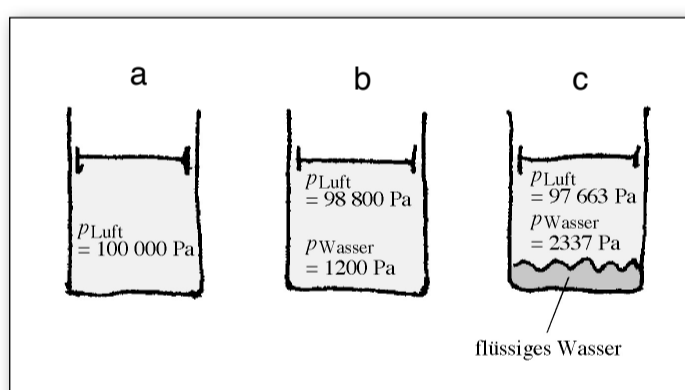 a
b
c
pLuft
= 100 000 Pa
pLuft
= 98 800 Pa
pWasser
= 1200 Pa
pLuft
= 97 663 Pa
pWasser
= 2337 Pa
flüssiges Wasser